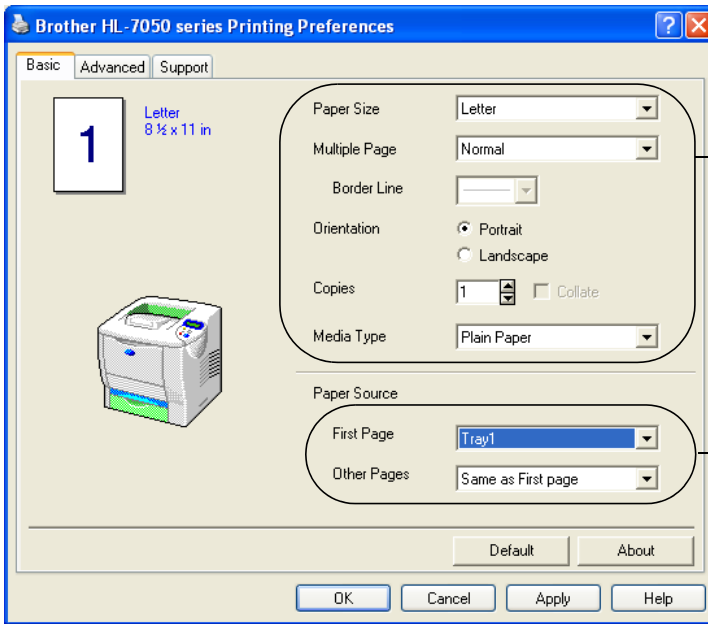 Brother HL-7050 series Printing Preferences
Basic
Advanced
Support
1
Letter
8 ½ x 11 in
Paper Size
Letter
Multiple Page
Normal
Border Line
Orientation
Portrait
Landscape
Copies
1
Collate
Media Type
Plain Paper
Paper Source
First Page
Tray1
Other Pages
Same as First page
Default
About
OK
Cancel
Apply
Help